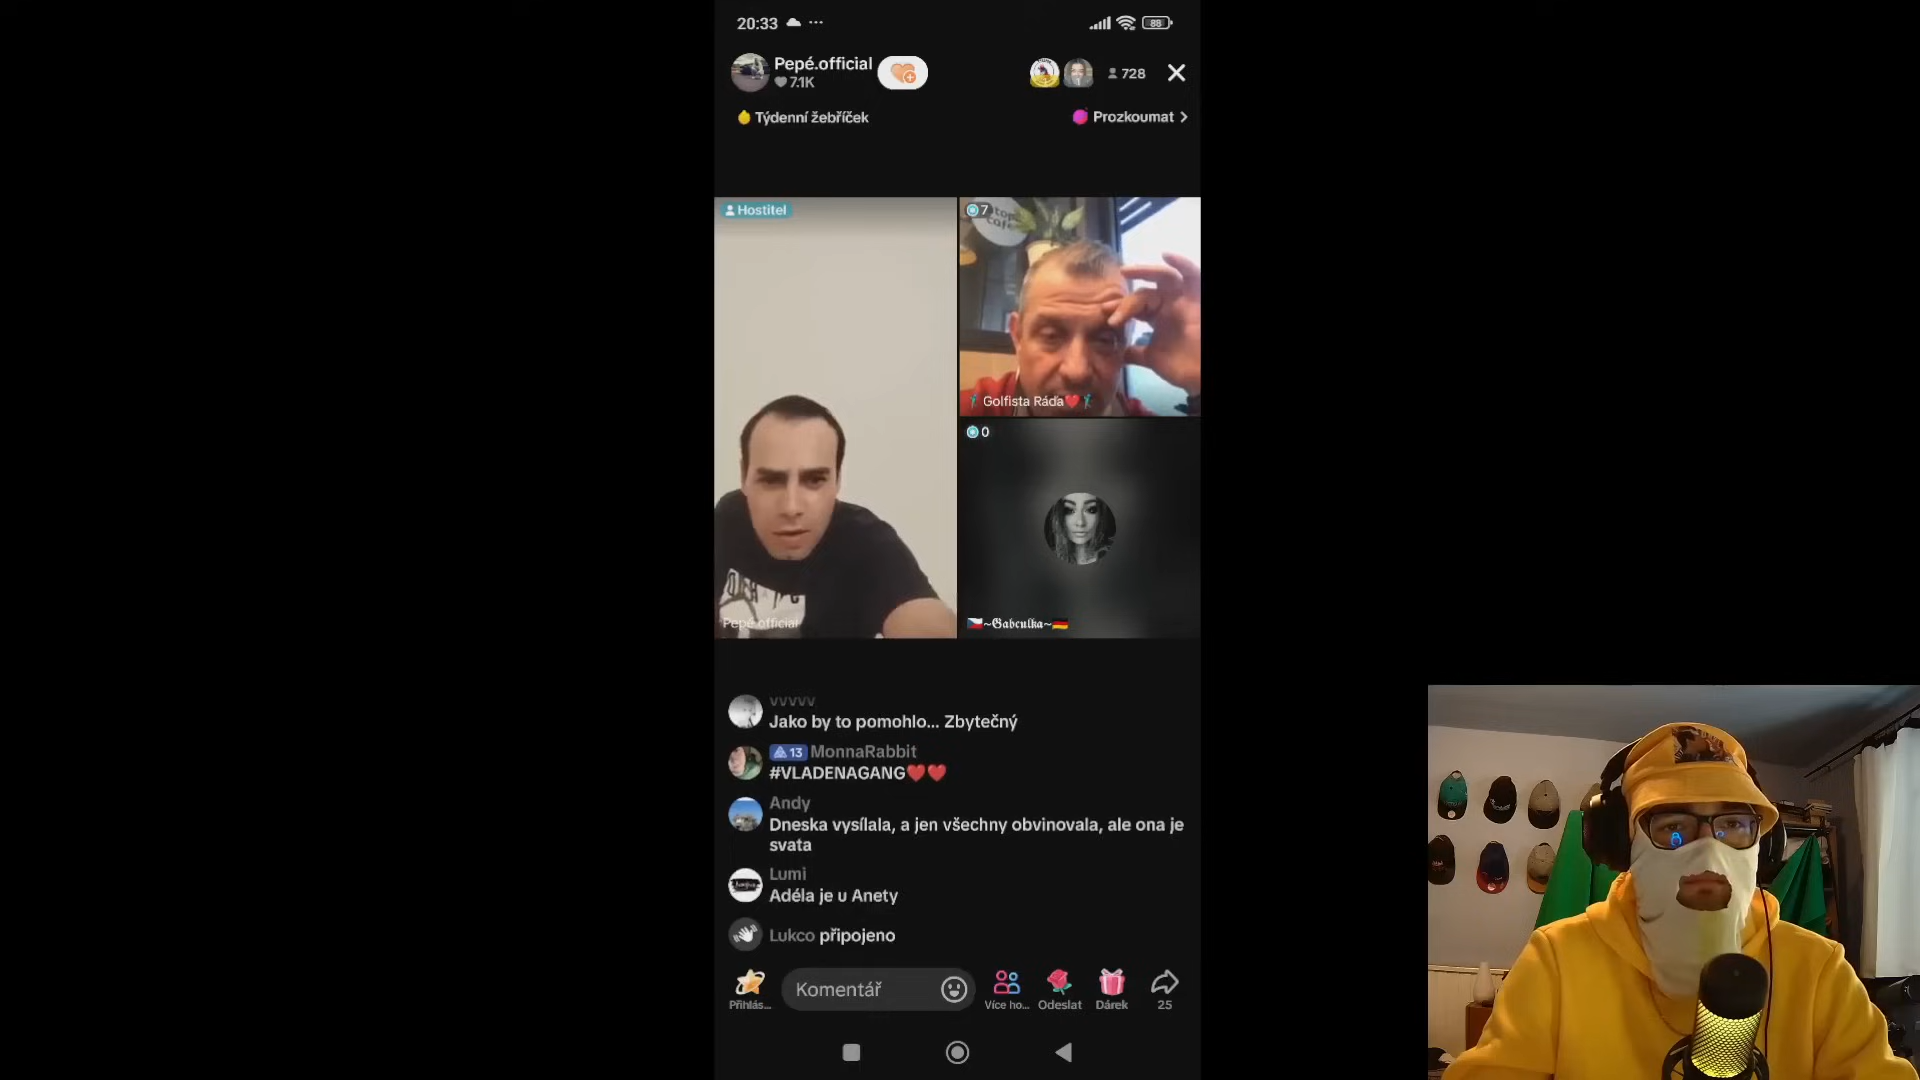 20:33
88
Pepé.official
7.1K
728
Týdenní žebříček
Prozkoumat
Hostitel
7
Golfista Ráďa
0
~Gabculka~
Pepé.official
vvvvv
Jako by to pomohlo... Zbytečný
13 MonnaRabbit
#VLADENAGANG
Andy
Dneska vysílala, a jen všechny obvinovala, ale ona je
svata
Lumi
Adéla je u Anety
Lukco připojeno
Komentář
Přihlás...
Více ho...
Odeslat
Dárek
25